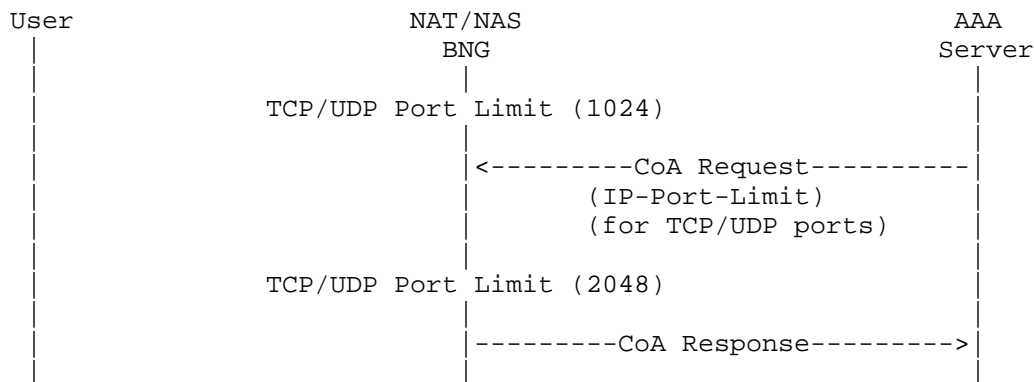 User NAT/NAS AAA
BNG Server
TCP/UDP Port Limit (1024)
<---------CoA Request----------
(IP-Port-Limit)
(for TCP/UDP ports)
TCP/UDP Port Limit (2048)
---------CoA Response--------->